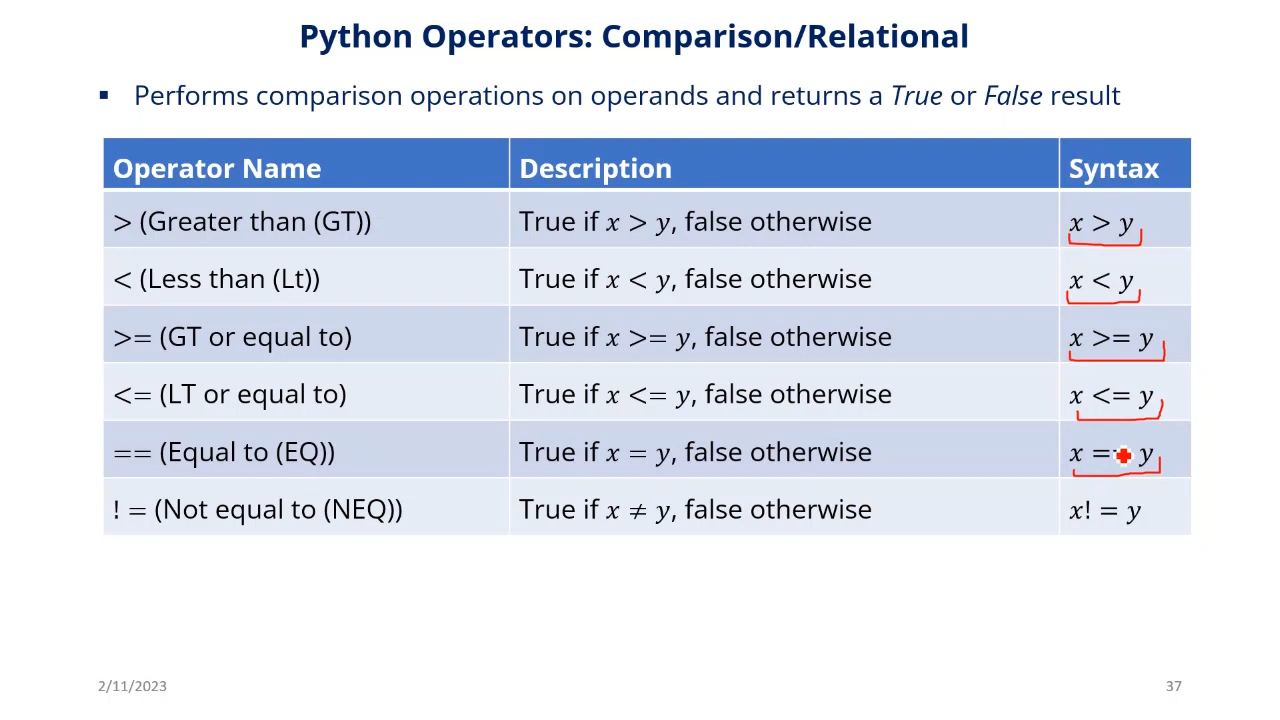 Python Operators: Comparison/Relational
▪ Performs comparison operations on operands and returns a True or False result
Operator Name Description Syntax
> (Greater than (GT)) True if x > y, false otherwise x > y
< (Less than (Lt)) True if x < y, false otherwise x < y
>= (GT or equal to) True if x >= y, false otherwise x >= y
<= (LT or equal to) True if x <= y, false otherwise x <= y
== (Equal to (EQ)) True if x = y, false otherwise x == y
! = (Not equal to (NEQ)) True if x ≠ y, false otherwise x! = y
2/11/2023 37